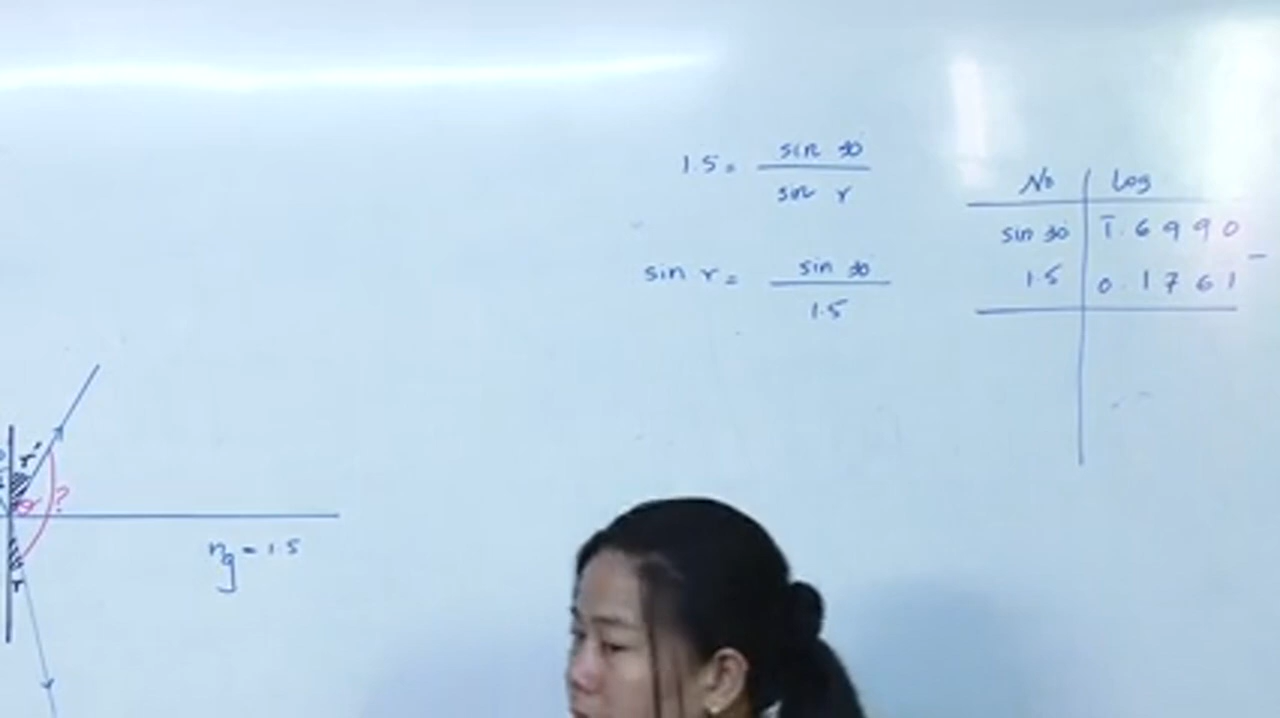 1.5 = sin 30° / sin r
sin r = sin 30° / 1.5
No | Log
sin 30° | 1̅.6990
1.5 | 0.1761 −
r'
?
n_g = 1.5
r